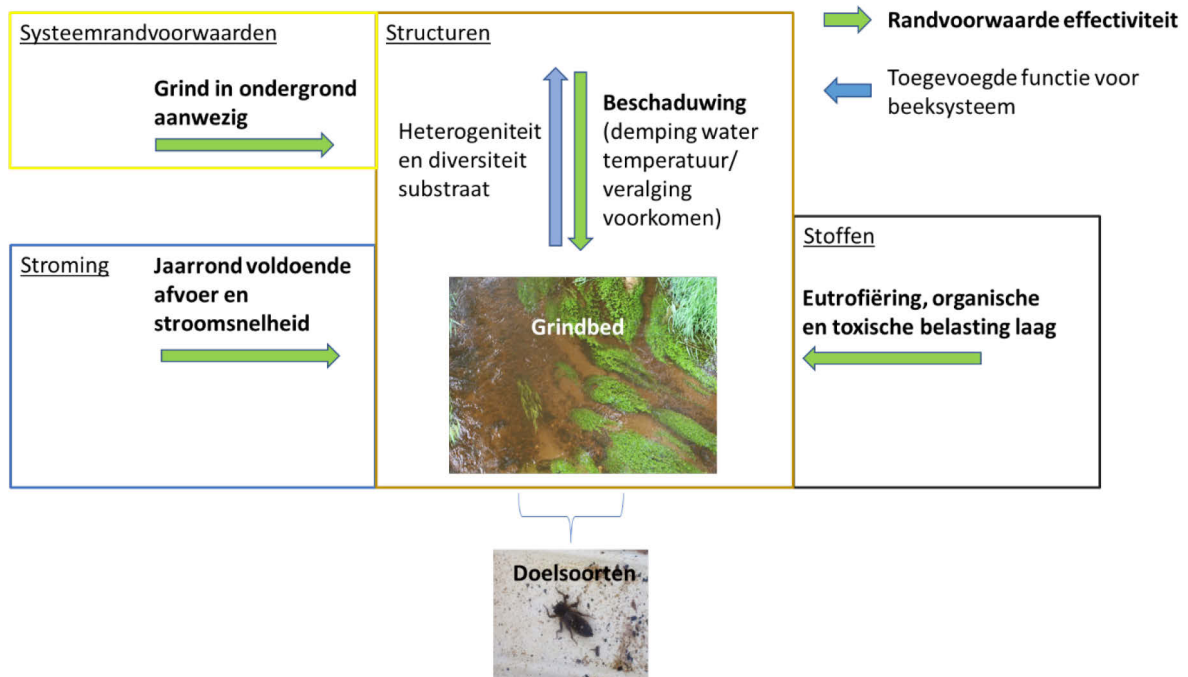 Systeemrandvoorwaarden
Grind in ondergrond
aanwezig
Structuren
Heterogeniteit
en diversiteit
substraat
Beschaduwing
(demping water
temperatuur/
veralging
voorkomen)
Randvoorwaarde effectiviteit
Toegevoegde functie voor
beeksysteem
Stroming
Jaarrond voldoende
afvoer en
stroomsnelheid
Grindbed
Stoffen
Eutrofiëring, organische
en toxische belasting laag
Doelsoorten